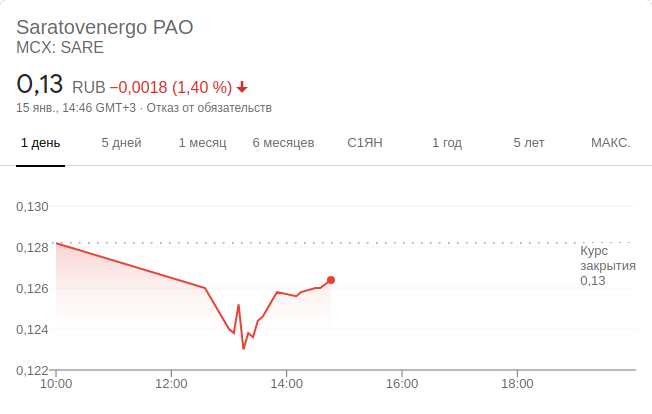 Saratovenergo PAO
MCX: SARE
0,13 RUB −0,0018 (1,40 %)
15 янв., 14:46 GMT+3 · Отказ от обязательств
1 день 5 дней 1 месяц 6 месяцев С1ЯН 1 год 5 лет МАКС.
0,130
0,128
Курс
закрытия
0,13
0,126
0,124
0,122
10:00 12:00 14:00 16:00 18:00